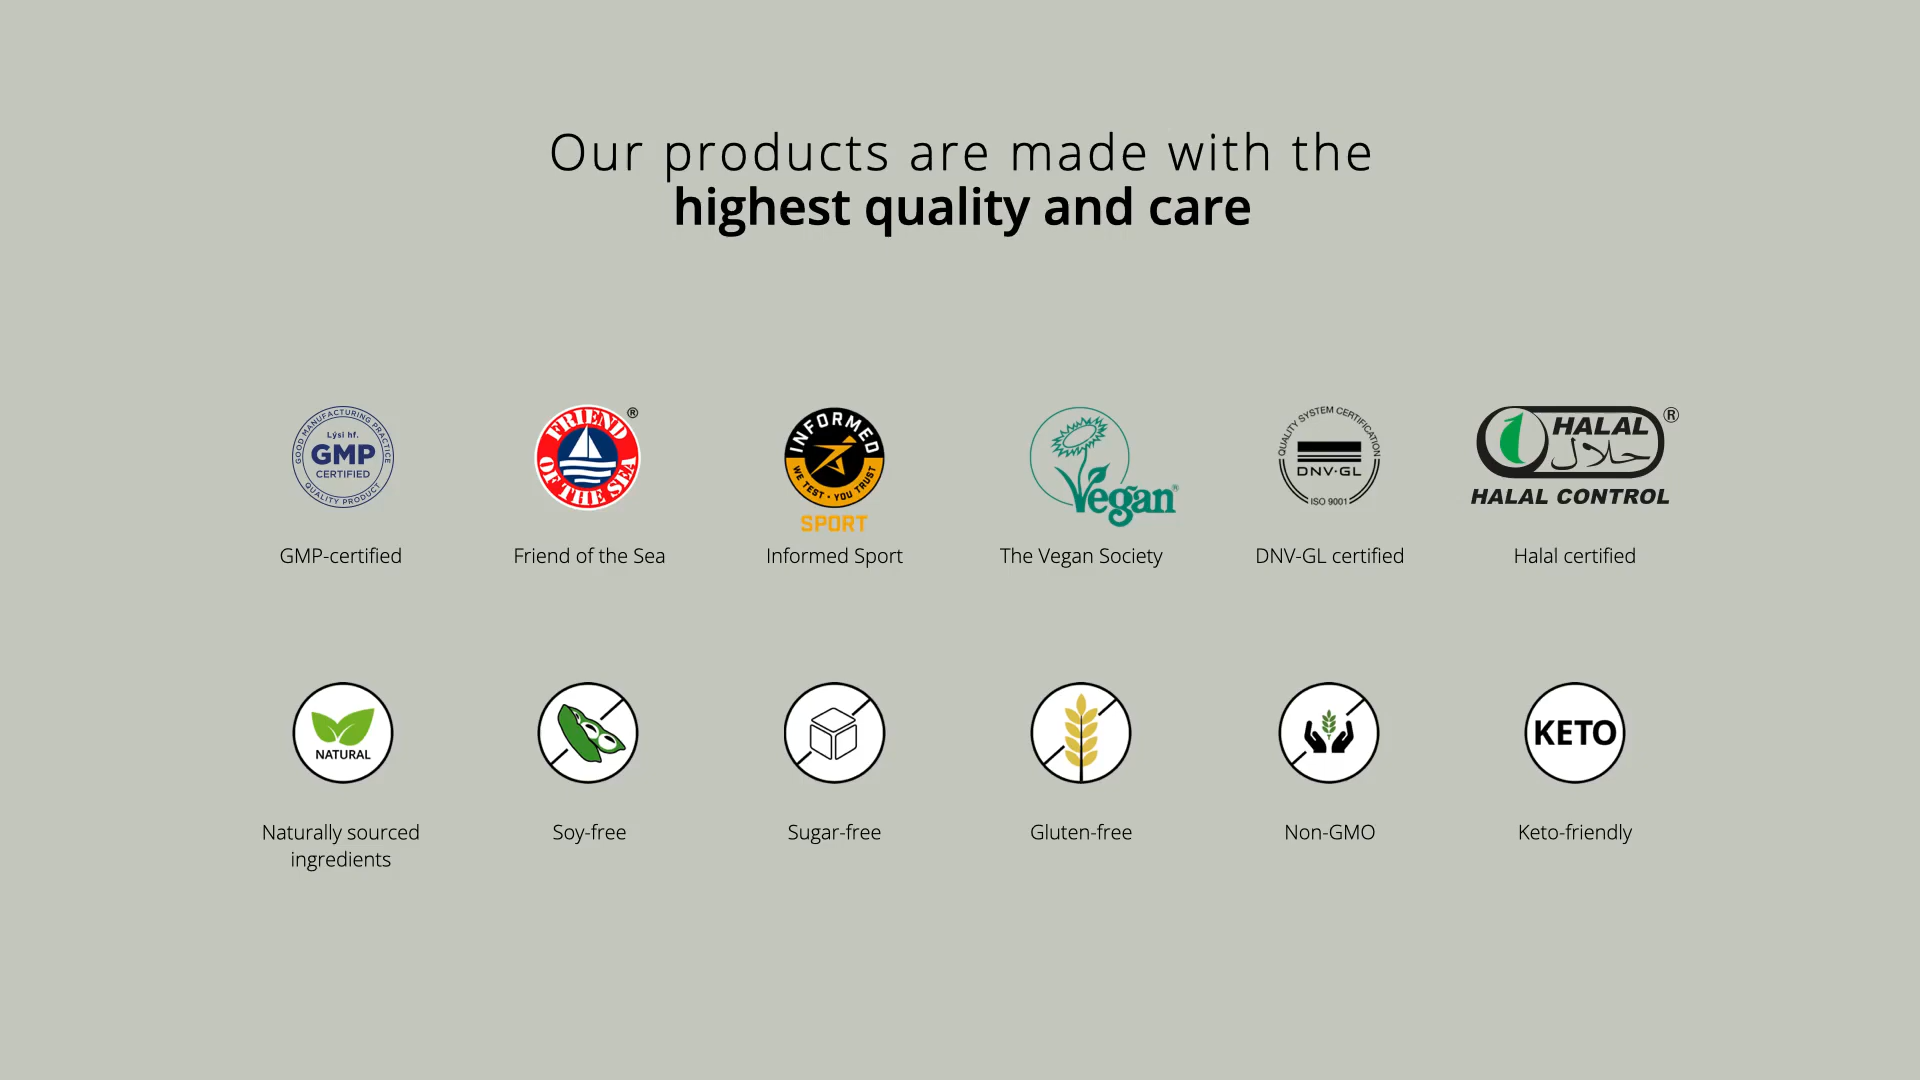 Our products are made with the
highest quality and care
GOOD MANUFACTURING PRACTICE
Lýsi hf.
GMP
CERTIFIED
QUALITY PRODUCT
FRIEND
OF THE SEA
®
INFORMED
WE TEST • YOU TRUST
SPORT
Vegan®
QUALITY SYSTEM CERTIFICATION
DNV·GL
ISO 9001
HALAL
حلال
®
HALAL CONTROL
GMP-certified
Friend of the Sea
Informed Sport
The Vegan Society
DNV-GL certified
Halal certified
NATURAL
KETO
Naturally sourced
ingredients
Soy-free
Sugar-free
Gluten-free
Non-GMO
Keto-friendly